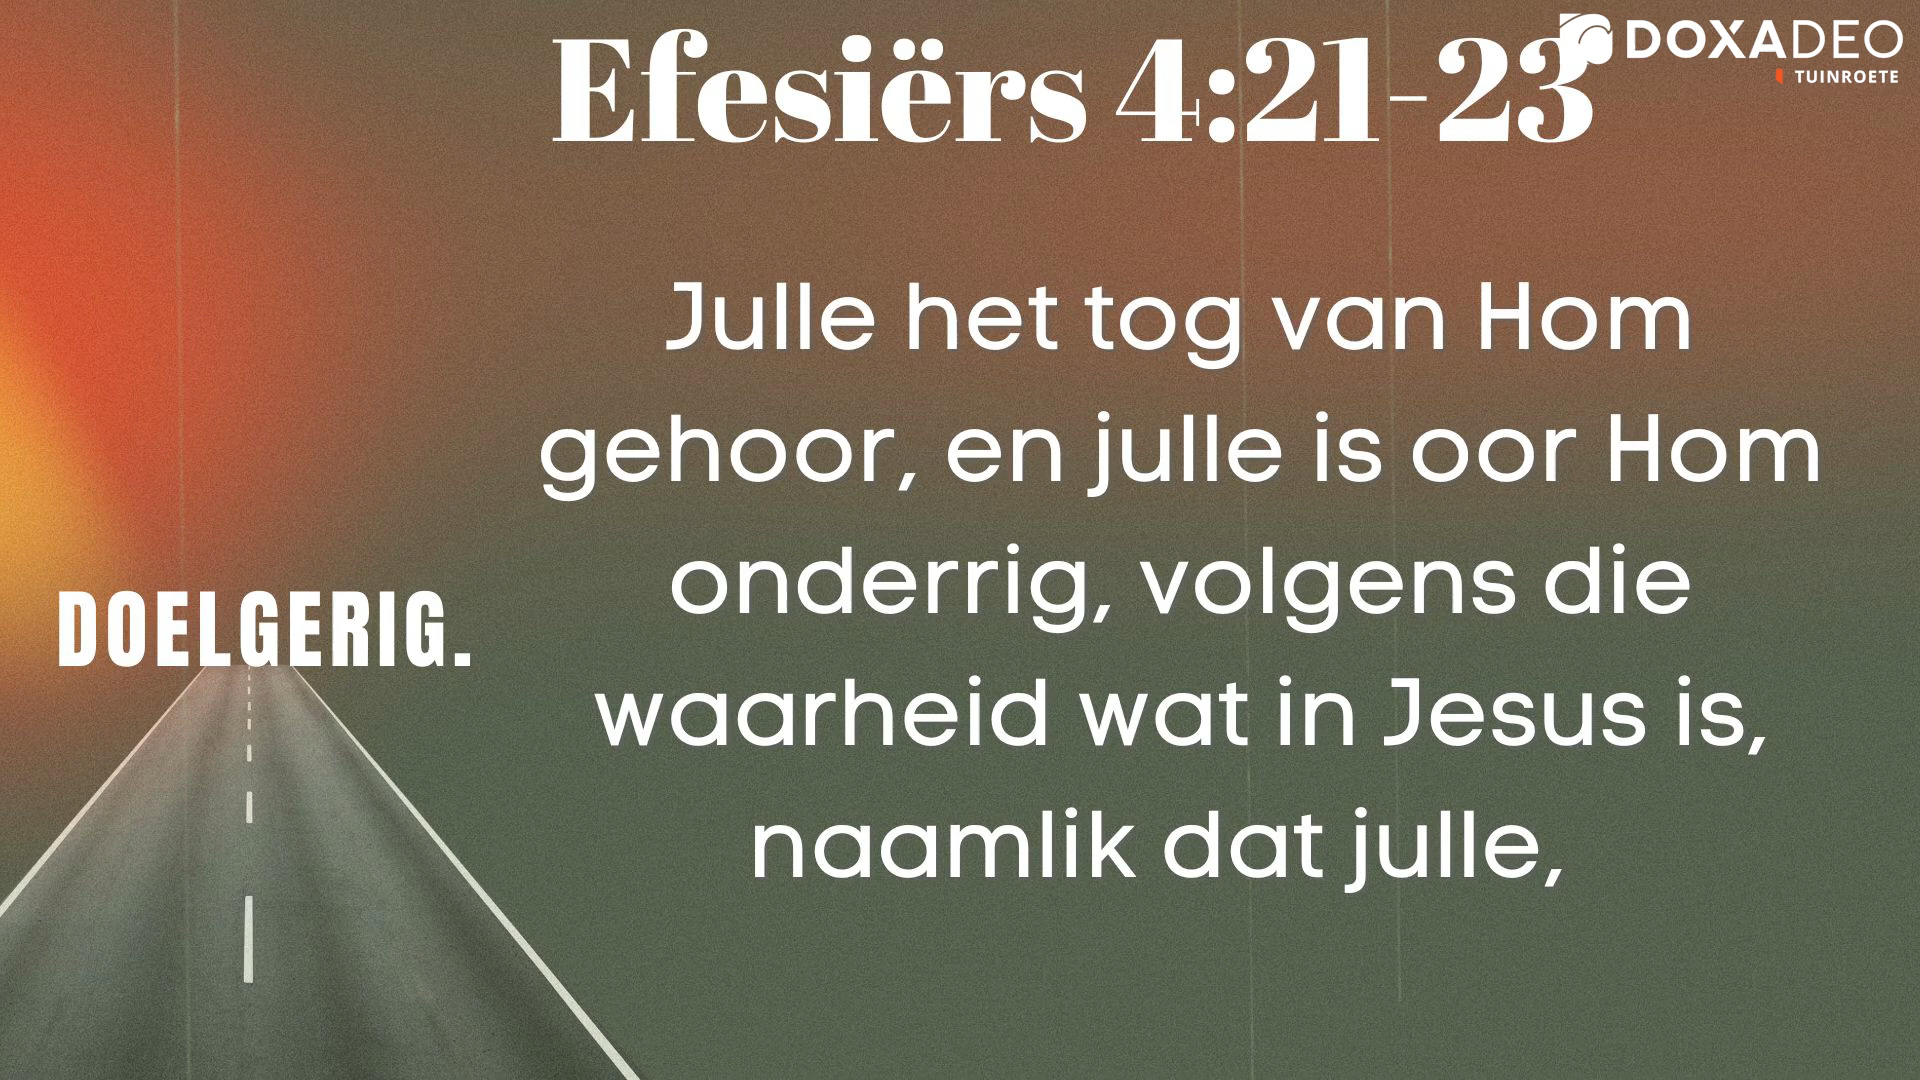 Efesiërs 4:21-23
DOXADEO
TUINROETE
Julle het tog van Hom
gehoor, en julle is oor Hom
onderrig, volgens die
waarheid wat in Jesus is,
naamlik dat julle,
DOELGERIG.